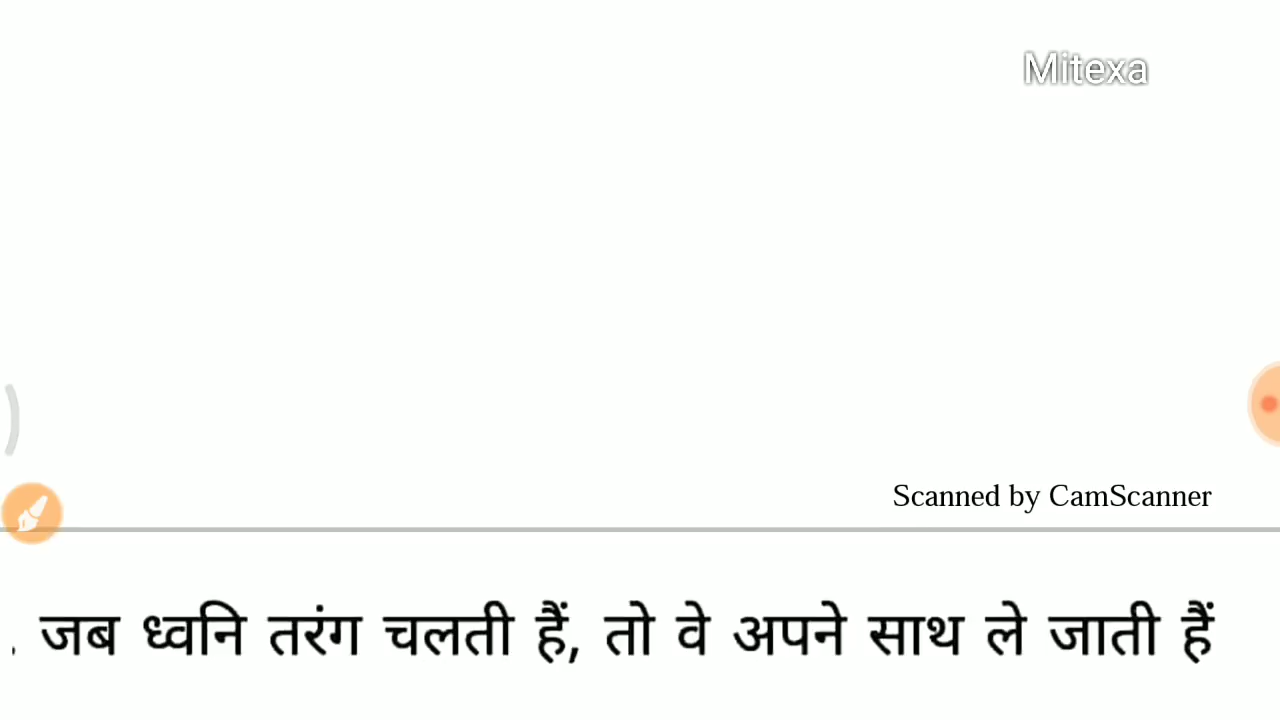 Mitexa
Scanned by CamScanner
. जब ध्वनि तरंग चलती हैं, तो वे अपने साथ ले जाती हैं